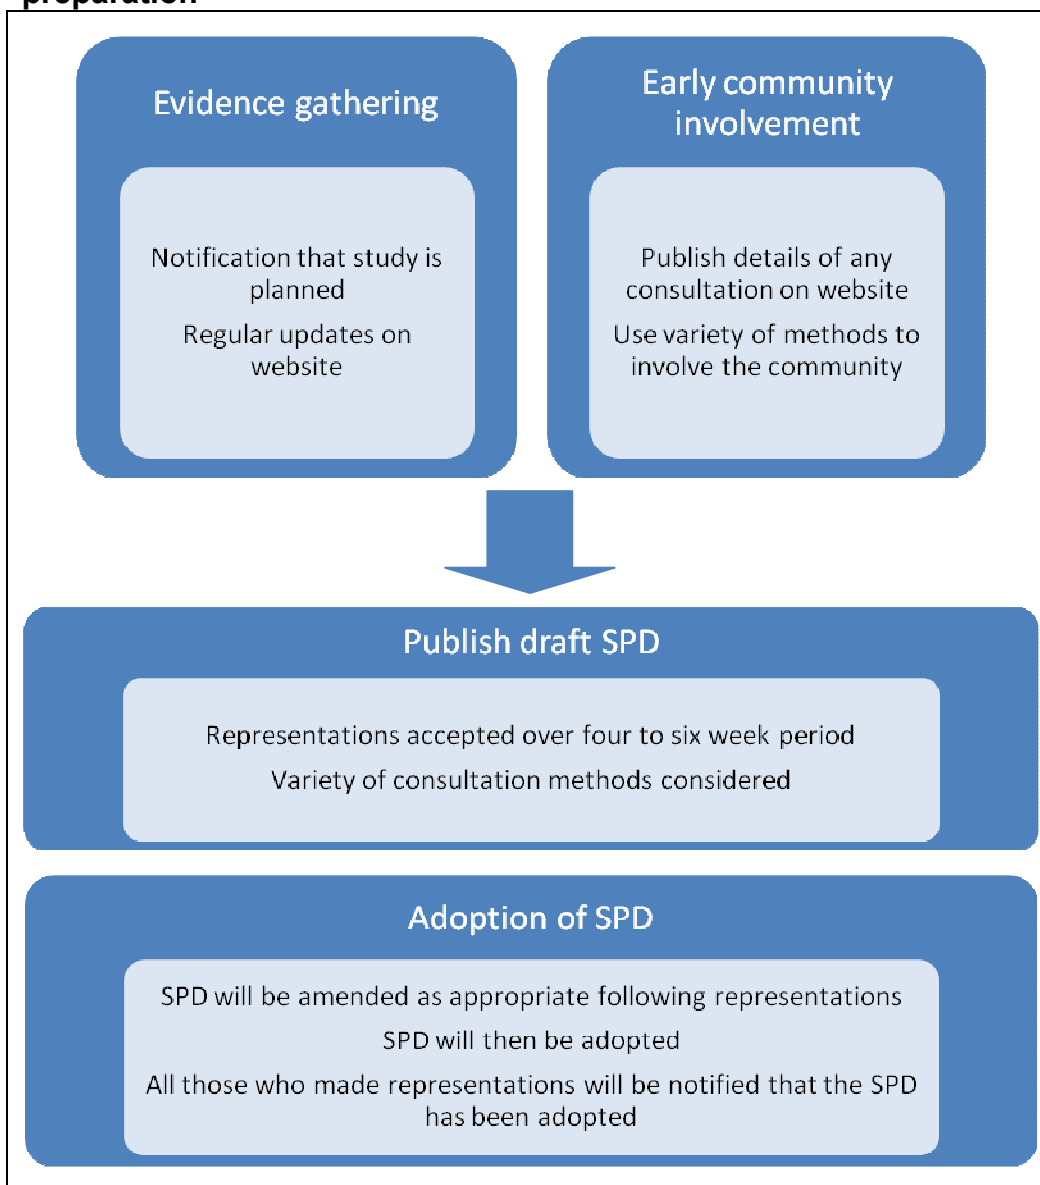 preparation
Evidence gathering
Notification that study is
planned
Regular updates on
website
Early community
involvement
Publish details of any
consultation on website
Use variety of methods to
involve the community
Publish draft SPD
Representations accepted over four to six week period
Variety of consultation methods considered
Adoption of SPD
SPD will be amended as appropriate following representations
SPD will then be adopted
All those who made representations will be notified that the SPD
has been adopted